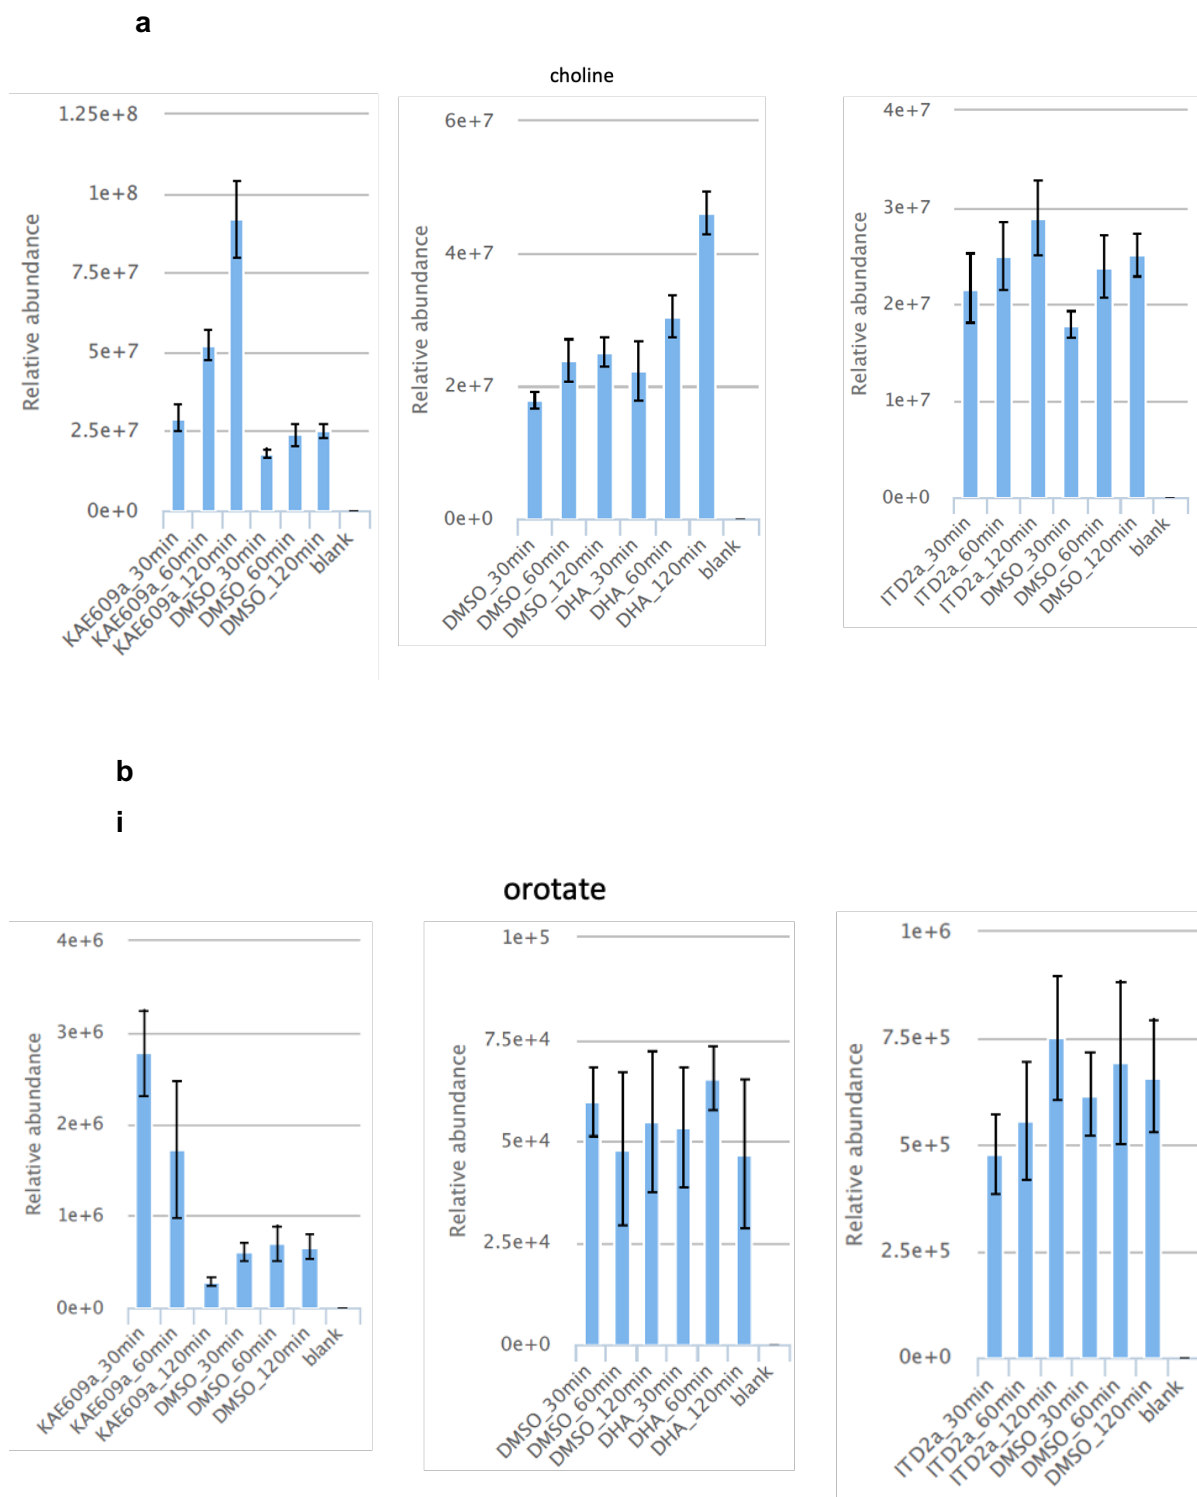 a
choline
1.25e+8
1e+8
7.5e+7
5e+7
2.5e+7
0e+0
Relative abundance
KAE609a_30min
KAE609a_60min
KAE609a_120min
DMSO_30min
DMSO_60min
DMSO_120min
blank
6e+7
4e+7
2e+7
0e+0
Relative abundance
DMSO_30min
DMSO_60min
DMSO_120min
DHA_30min
DHA_60min
DHA_120min
blank
4e+7
3e+7
2e+7
1e+7
0e+0
Relative abundance
ITD2a_30min
ITD2a_60min
ITD2a_120min
DMSO_30min
DMSO_60min
DMSO_120min
blank
b
i
orotate
4e+6
3e+6
2e+6
1e+6
0e+0
Relative abundance
KAE609a_30min
KAE609a_60min
KAE609a_120min
DMSO_30min
DMSO_60min
DMSO_120min
blank
1e+5
7.5e+4
5e+4
2.5e+4
0e+0
Relative abundance
DMSO_30min
DMSO_60min
DMSO_120min
DHA_30min
DHA_60min
DHA_120min
blank
1e+6
7.5e+5
5e+5
2.5e+5
0e+0
Relative abundance
ITD2a_30min
ITD2a_60min
ITD2a_120min
DMSO_30min
DMSO_60min
DMSO_120min
blank